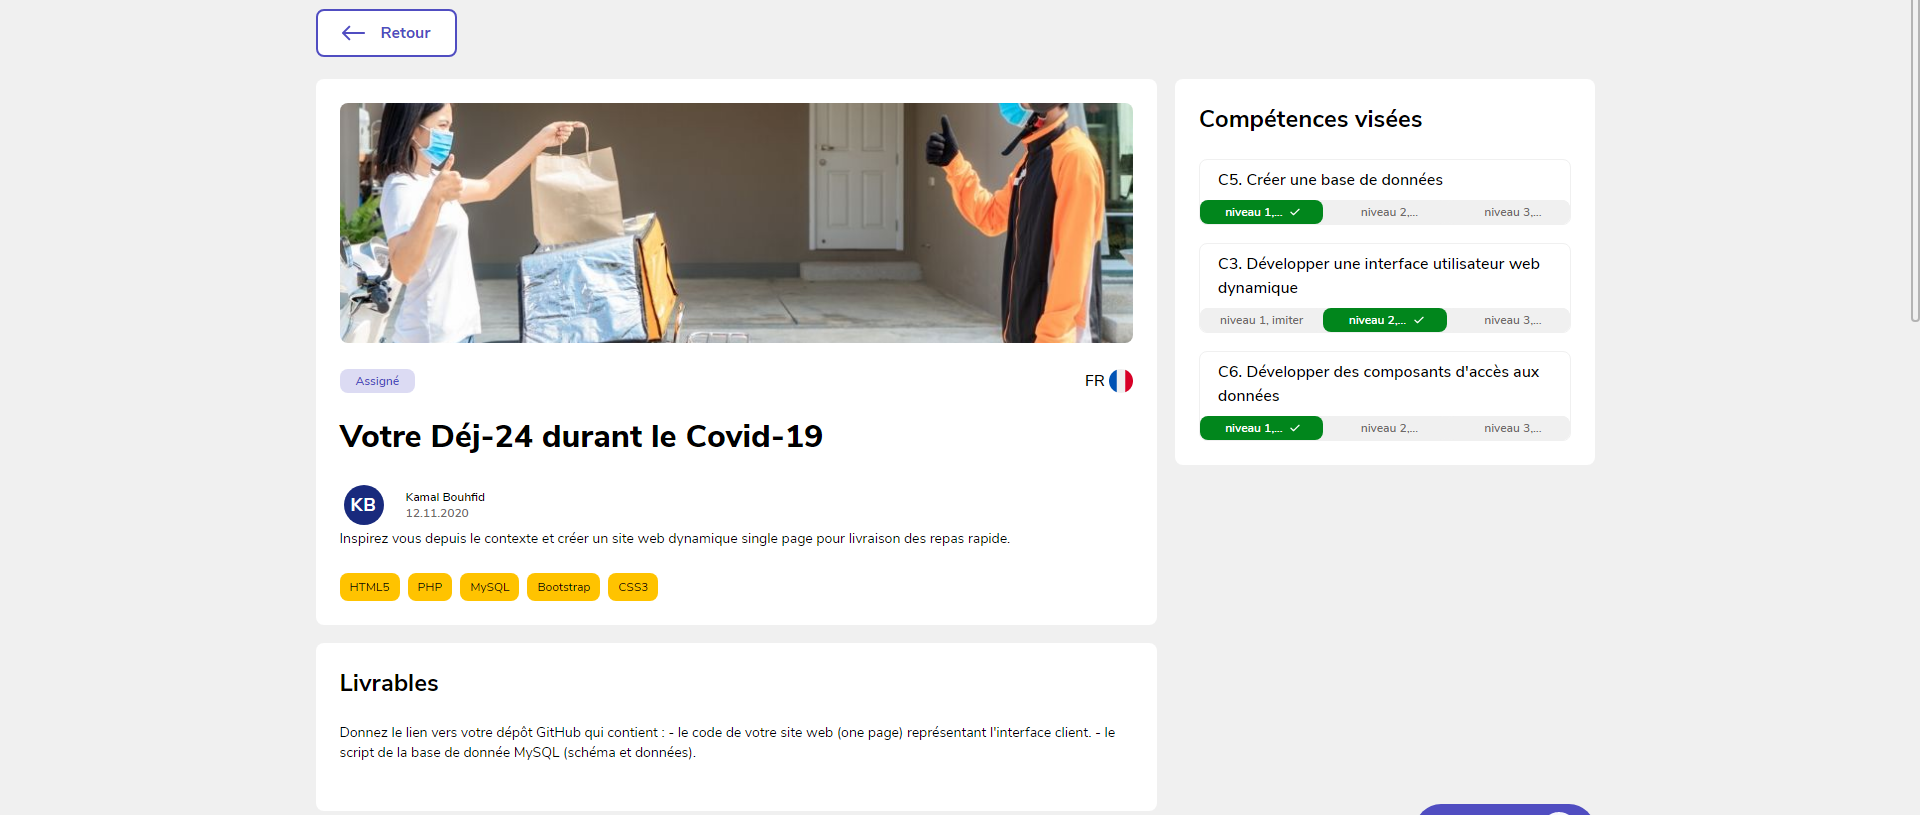 Retour
Assigné
FR
Votre Déj-24 durant le Covid-19
KB
Kamal Bouhfid
12.11.2020
Inspirez vous depuis le contexte et créer un site web dynamique single page pour livraison des repas rapide.
HTML5 PHP MySQL Bootstrap CSS3
Livrables
Donnez le lien vers votre dépôt GitHub qui contient : - le code de votre site web (one page) représentant l'interface client. - le
script de la base de donnée MySQL (schéma et données).
Compétences visées
C5. Créer une base de données
niveau 1,... niveau 2,... niveau 3,...
C3. Développer une interface utilisateur web
dynamique
niveau 1, imiter niveau 2,... niveau 3,...
C6. Développer des composants d'accès aux
données
niveau 1,... niveau 2,... niveau 3,...